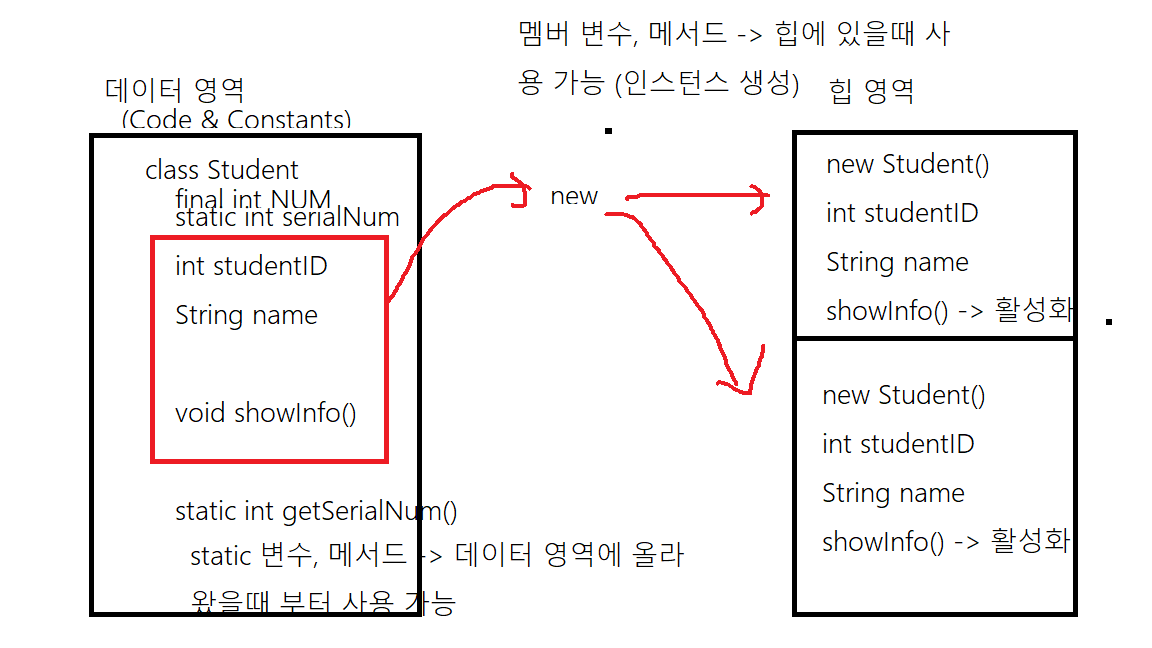 멤버 변수, 메서드 -> 힙에 있을때 사
용 가능 (인스턴스 생성)
데이터 영역
(Code & Constants)
class Student
final int NUM
static int serialNum
int studentID
String name
void showInfo()
static int getSerialNum()
static 변수, 메서드 -> 데이터 영역에 올라
왔을때 부터 사용 가능
new
힙 영역
new Student()
int studentID
String name
showInfo() -> 활성화
new Student()
int studentID
String name
showInfo() -> 활성화